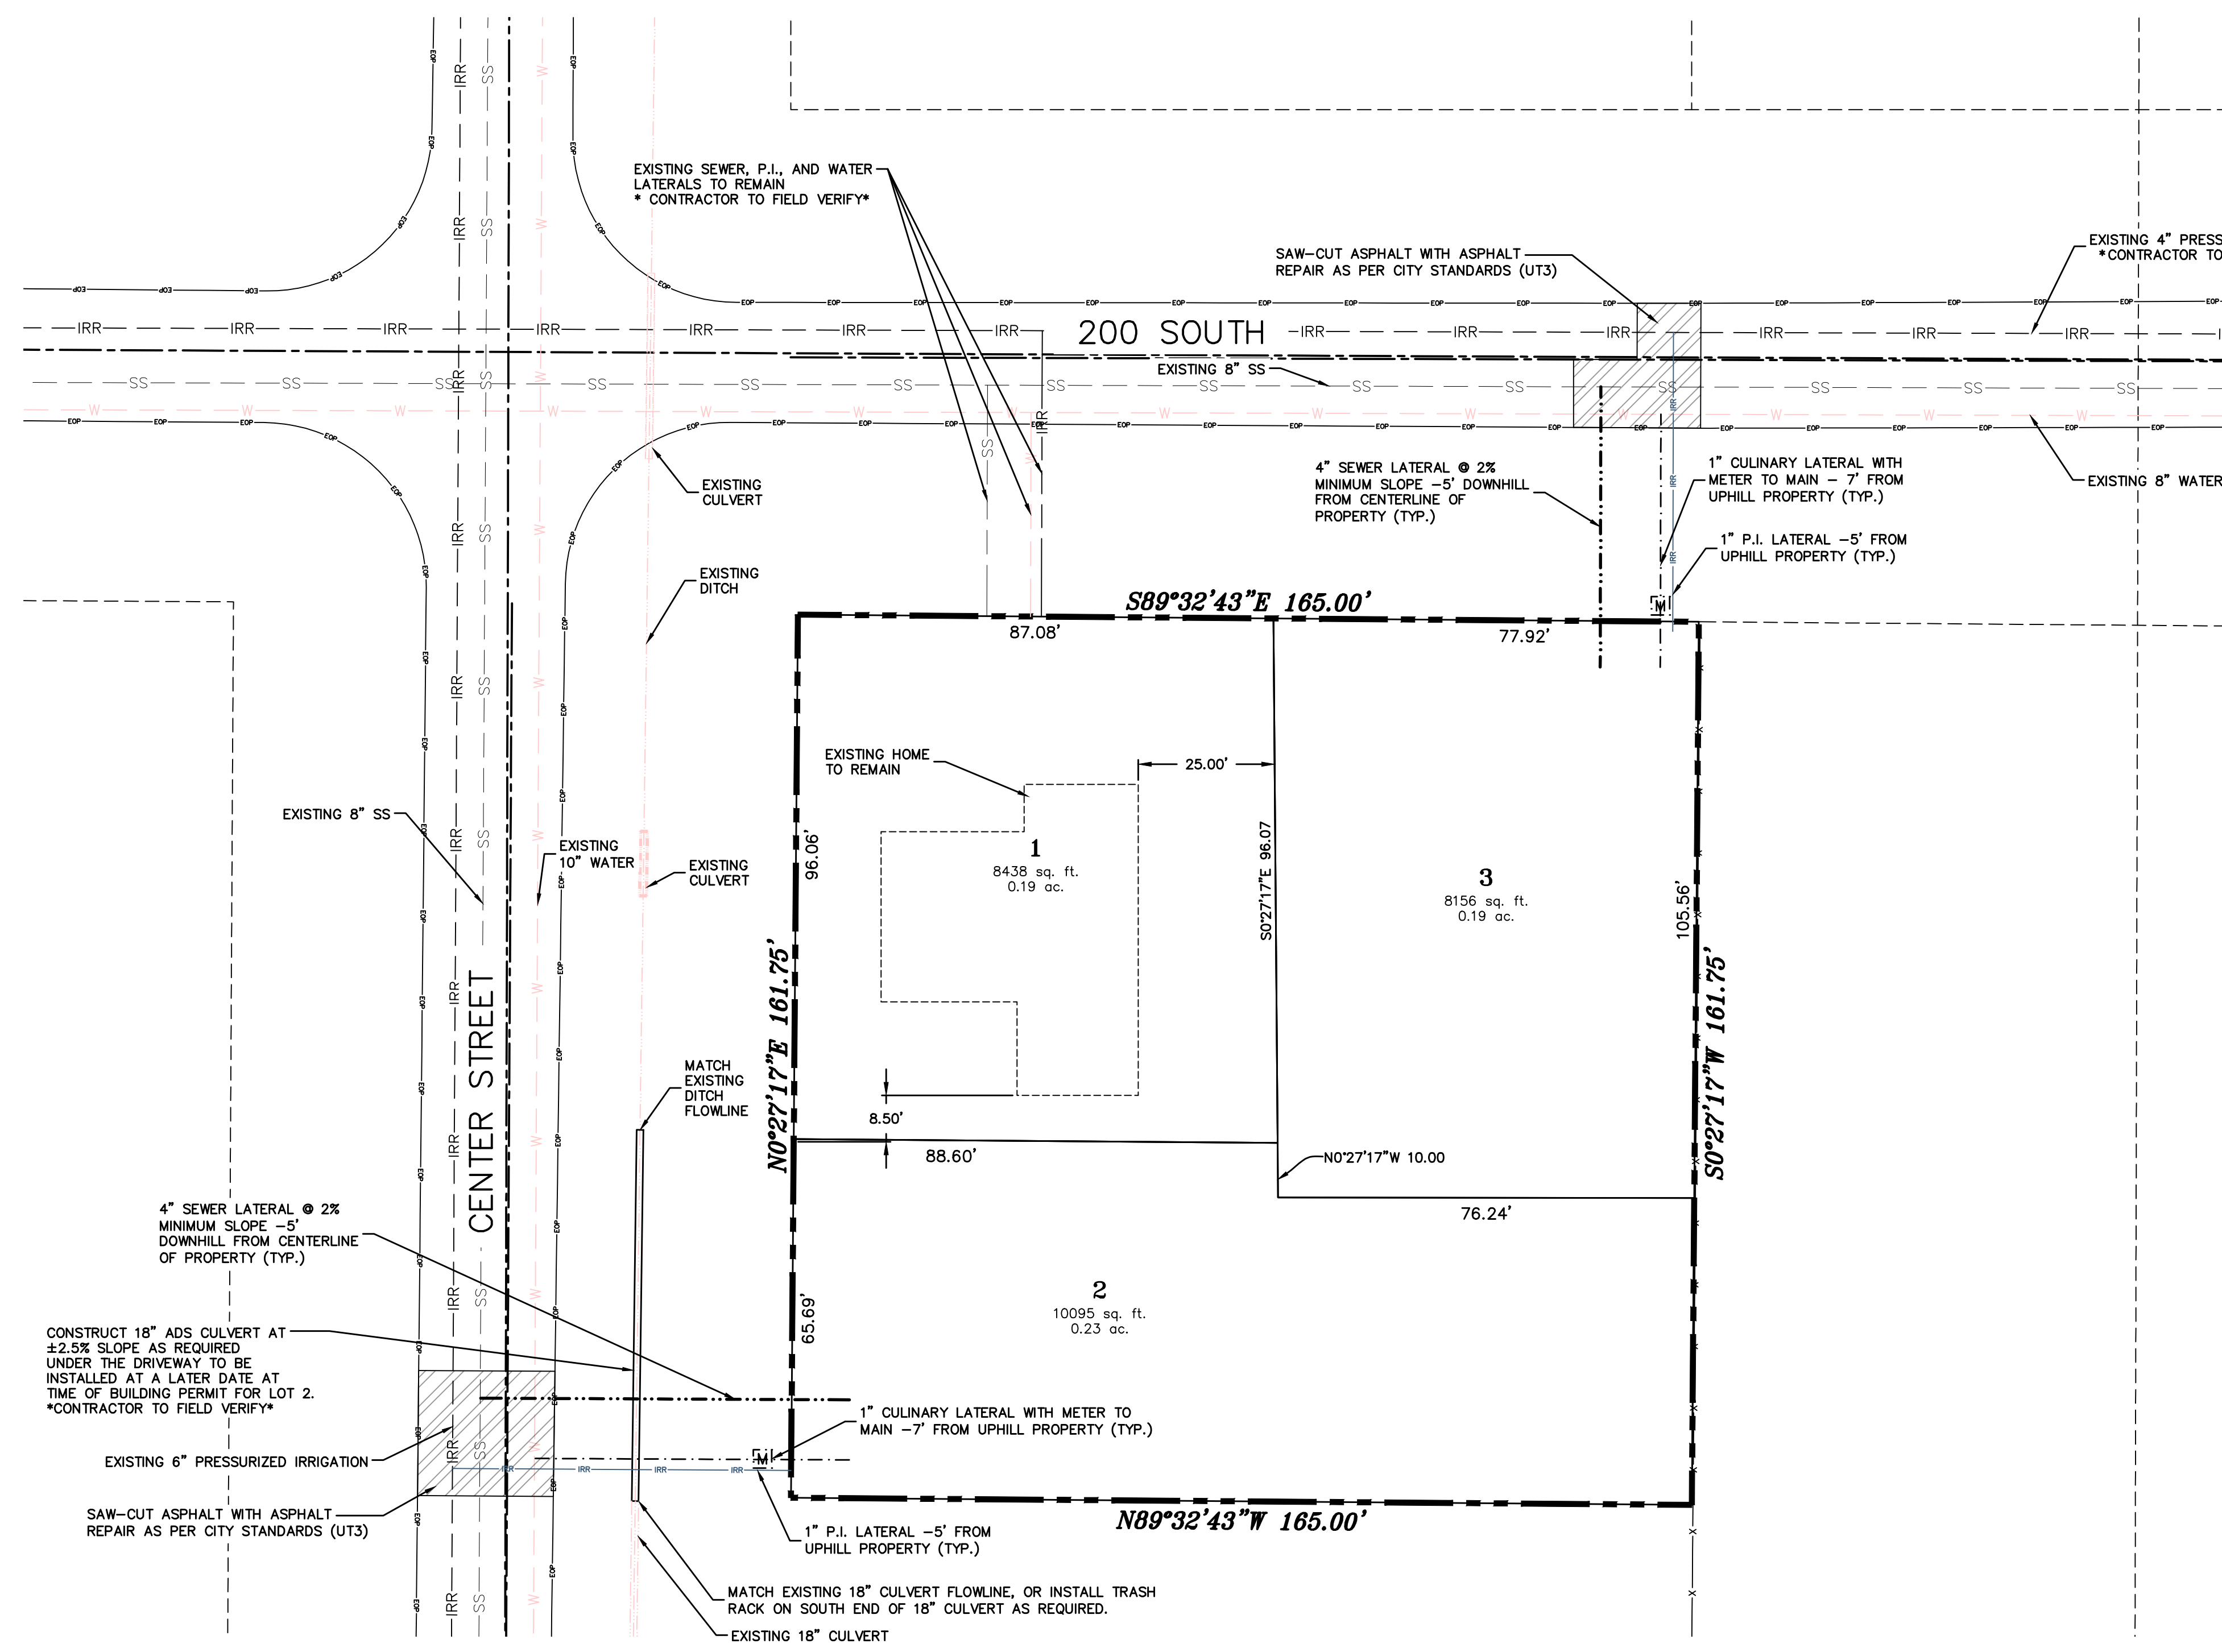 EXISTING SEWER, P.I., AND WATER
LATERALS TO REMAIN
* CONTRACTOR TO FIELD VERIFY*
SAW-CUT ASPHALT WITH ASPHALT
REPAIR AS PER CITY STANDARDS (UT3)
EXISTING 4" PRESS
*CONTRACTOR TO
200 SOUTH
EXISTING 8" SS
EXISTING
CULVERT
4" SEWER LATERAL @ 2%
MINIMUM SLOPE -5' DOWNHILL
FROM CENTERLINE OF
PROPERTY (TYP.)
1" CULINARY LATERAL WITH
METER TO MAIN - 7' FROM
UPHILL PROPERTY (TYP.)
EXISTING 8" WATER
1" P.I. LATERAL -5' FROM
UPHILL PROPERTY (TYP.)
EXISTING
DITCH
M
S89°32'43"E 165.00'
87.08'
77.92'
EXISTING HOME
TO REMAIN
25.00'
EXISTING 8" SS
EXISTING
10" WATER
EXISTING
CULVERT
96.06'
1
8438 sq. ft.
0.19 ac.
S0°27'17"E 96.07
3
8156 sq. ft.
0.19 ac.
105.56'
CENTER STREET
N0°27'17"E 161.75'
S0°27'17"W 161.75'
MATCH
EXISTING
DITCH
FLOWLINE
8.50'
88.60'
N0°27'17"W 10.00
76.24'
4" SEWER LATERAL @ 2%
MINIMUM SLOPE -5'
DOWNHILL FROM CENTERLINE
OF PROPERTY (TYP.)
65.69'
2
10095 sq. ft.
0.23 ac.
CONSTRUCT 18" ADS CULVERT AT
±2.5% SLOPE AS REQUIRED
UNDER THE DRIVEWAY TO BE
INSTALLED AT A LATER DATE AT
TIME OF BUILDING PERMIT FOR LOT 2.
*CONTRACTOR TO FIELD VERIFY*
1" CULINARY LATERAL WITH METER TO
MAIN -7' FROM UPHILL PROPERTY (TYP.)
EXISTING 6" PRESSURIZED IRRIGATION
M
SAW-CUT ASPHALT WITH ASPHALT
REPAIR AS PER CITY STANDARDS (UT3)
N89°32'43"W 165.00'
1" P.I. LATERAL -5' FROM
UPHILL PROPERTY (TYP.)
MATCH EXISTING 18" CULVERT FLOWLINE, OR INSTALL TRASH
RACK ON SOUTH END OF 18" CULVERT AS REQUIRED.
EXISTING 18" CULVERT